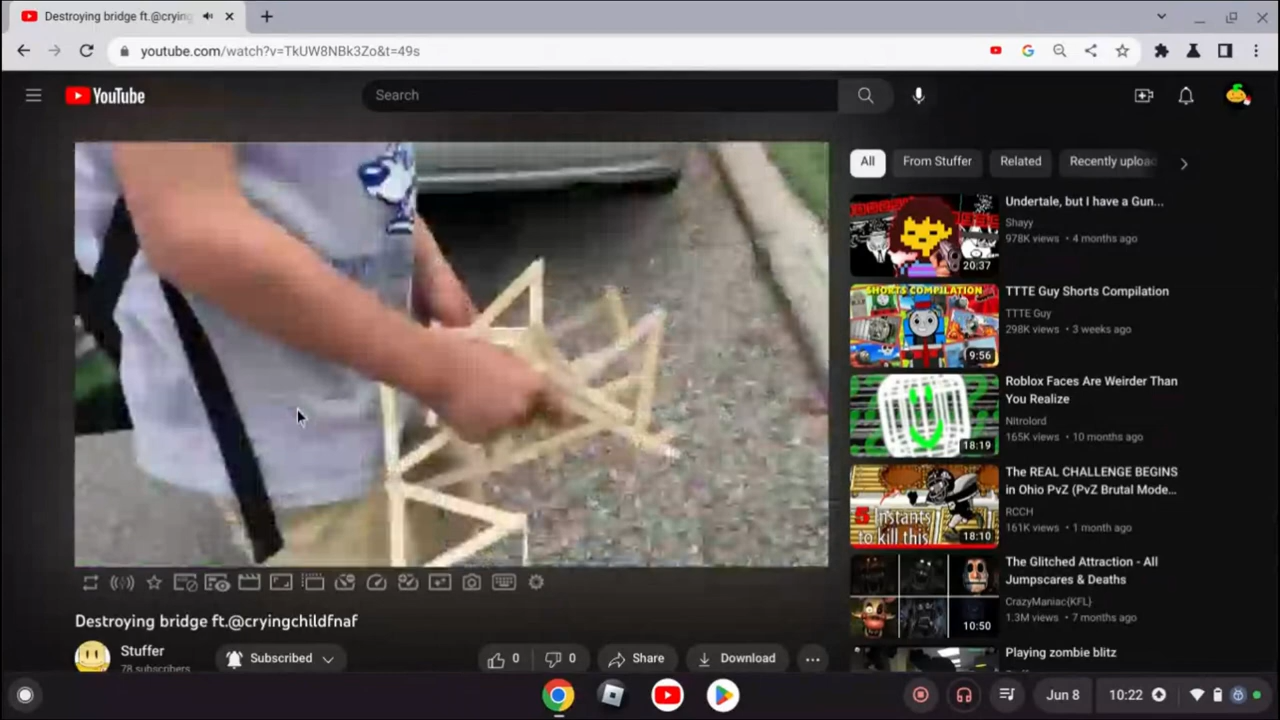 Destroying bridge ft.@crying
youtube.com/watch?v=TkUW8NBk3Zo&t=49s
YouTube
Search
All
From Stuffer
Related
Recently uploa
Undertale, but I have a Gun...
Shayy
978K views • 4 months ago
20:37
SHORTS COMPILATION
TTTE Guy Shorts Compilation
TTTE Guy
298K views • 3 weeks ago
9:56
Roblox Faces Are Weirder Than
You Realize
Nitrolord
165K views • 10 months ago
18:19
The REAL CHALLENGE BEGINS
in Ohio PvZ (PvZ Brutal Mode...
RCCH
161K views • 1 month ago
5 instants
to kill this
18:10
The Glitched Attraction - All
Jumpscares & Deaths
CrazyManiac{KFL}
1.3M views • 7 months ago
10:50
Playing zombie blitz
Destroying bridge ft.@cryingchildfnaf
Stuffer
78 subscribers
Subscribed
0
0
Share
Download
Jun 8
10:22